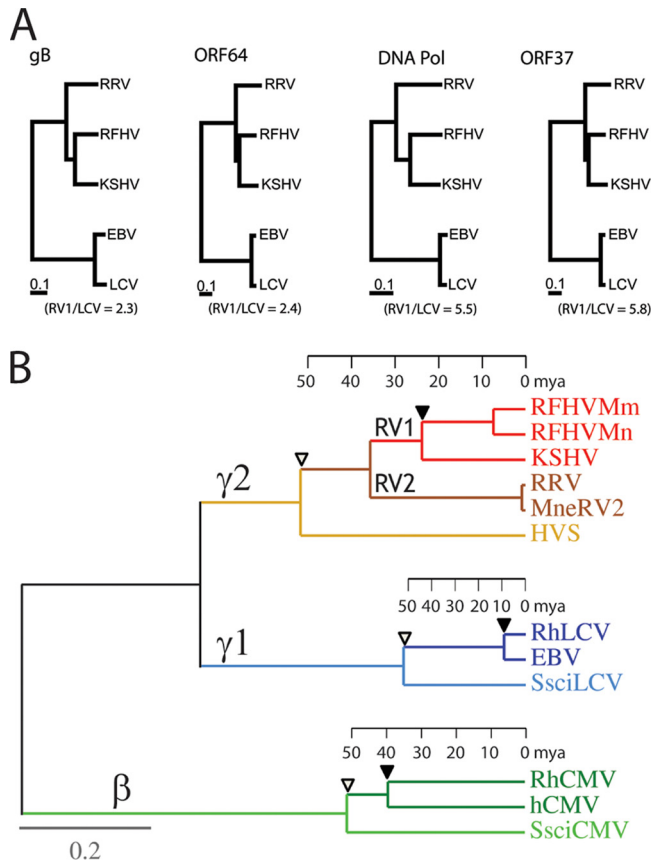 A
gB ORF64 DNA Pol ORF37
RRV RRV RRV RRV
RFHV RFHV RFHV RFHV
KSHV KSHV KSHV KSHV
EBV EBV EBV EBV
LCV LCV LCV LCV
0.1 0.1 0.1 0.1
(RV1/LCV = 2.3) (RV1/LCV = 2.4) (RV1/LCV = 5.5) (RV1/LCV = 5.8)
B
50 40 30 20 10 0 mya
RFHVMm
RV1
RFHVMn
KSHV
γ2
RV2
RRV
MneRV2
HVS
50 40 30 20 10 0 mya
RhLCV
γ1
EBV
SsciLCV
50 40 30 20 10 0 mya
RhCMV
β
hCMV
SsciCMV
0.2